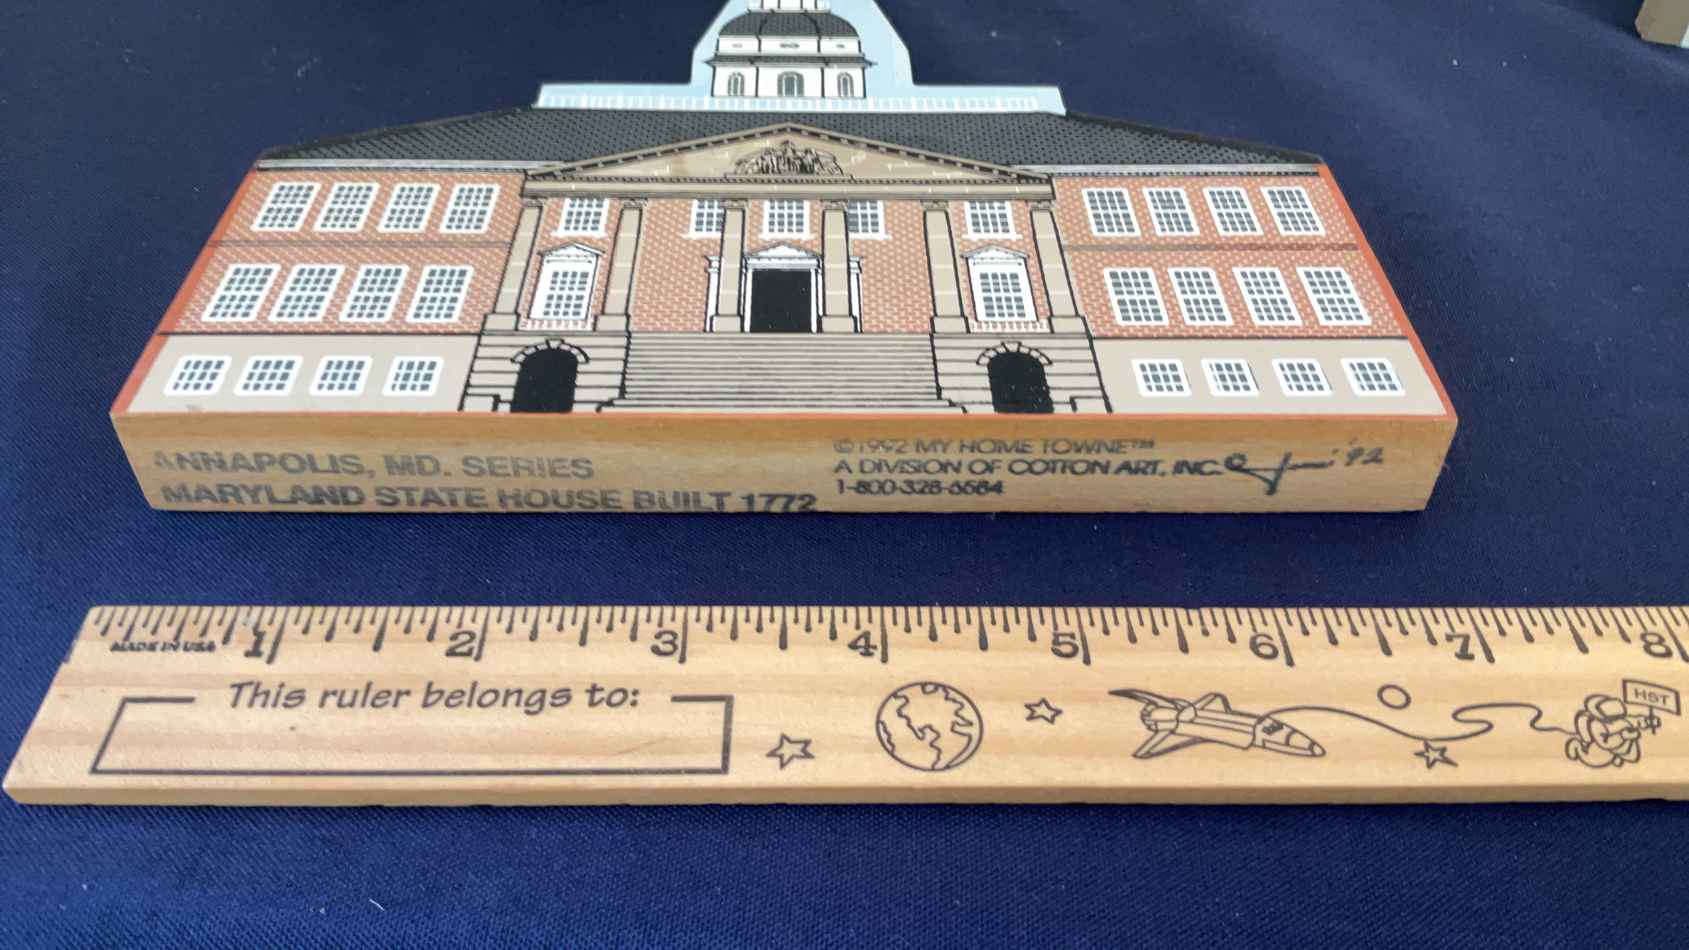 ANNAPOLIS, MD. SERIES
MARYLAND STATE HOUSE BUILT 1772
©1992 MY HOME TOWNE™
A DIVISION OF COTTON ART, INC.
1-800-328-6564
'92
1 2 3 4 5 6 7 8
MADE IN USA
This ruler belongs to:
HST